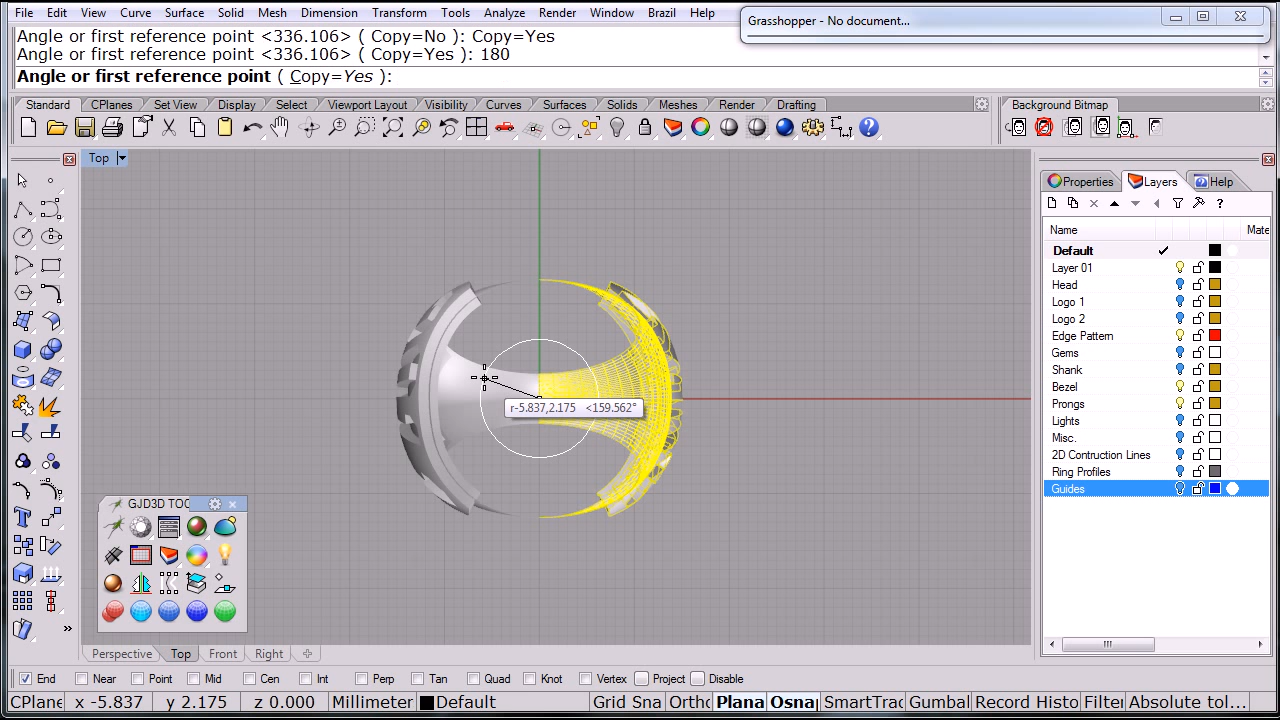 File Edit View Curve Surface Solid Mesh Dimension Transform Tools Analyze Render Window Brazil Help
Grasshopper - No document...
Angle or first reference point <336.106> ( Copy=No ): Copy=Yes
Angle or first reference point <336.106> ( Copy=Yes ): 180
Angle or first reference point ( Copy=Yes ):
Standard CPlanes Set View Display Select Viewport Layout Visibility Curves Surfaces Solids Meshes Render Drafting
Background Bitmap
Top
Properties Layers Help
Name Mate
Default
Layer 01
Head
Logo 1
Logo 2
Edge Pattern
Gems
Shank
Bezel
Prongs
Lights
Misc.
2D Contruction Lines
Ring Profiles
Guides
r-5.837,2.175 <159.562°
GJD3D TOO
Perspective Top Front Right
End Near Point Mid Cen Int Perp Tan Quad Knot Vertex Project Disable
CPlane x -5.837 y 2.175 z 0.000 Millimeter Default Grid Sna Ortho Plana Osnap SmartTrac Gumbal Record Histo Filter Absolute tol...